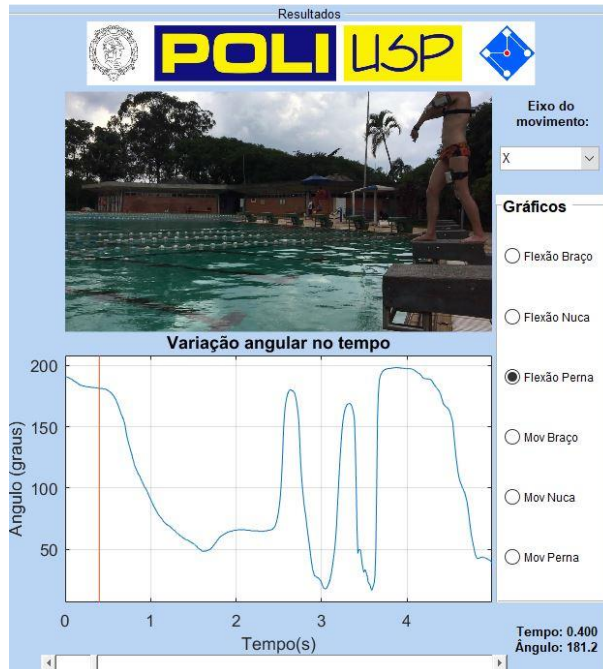 Resultados
POLI USP
Eixo do
movimento:
X
Gráficos
Flexão Braço
Flexão Nuca
Flexão Perna
Mov Braço
Mov Nuca
Mov Perna
Variação angular no tempo
200
150
100
50
Angulo (graus)
0 1 2 3 4
Tempo(s)
Tempo: 0.400
Ângulo: 181.2